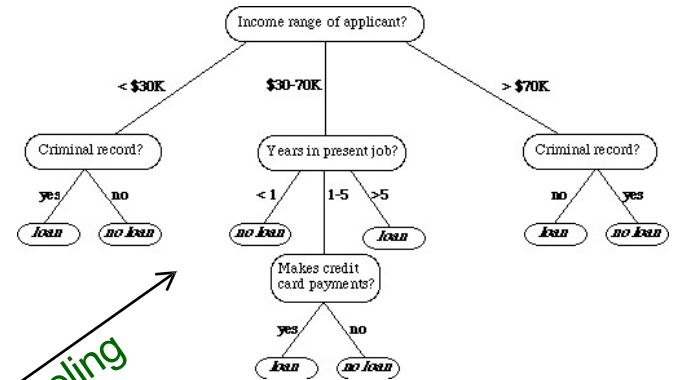 Income range of applicant?
< $30K
$30-70K
> $70K
Criminal record?
Years in present job?
Criminal record?
yes
no
< 1
1-5
>5
no
yes
loan
no loan
no loan
loan
loan
no loan
Makes credit
card payments?
yes
no
loan
no loan